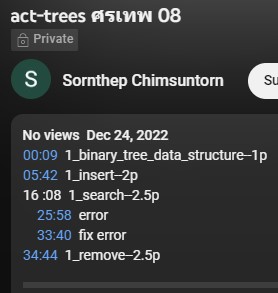 act-trees ศรเทพ 08
Private
S
Sornthep Chimsuntorn
Su
No views  Dec 24, 2022
00:09  1_binary_tree_data_structure--1p
05:42  1_insert--2p
16 :08  1_search--2.5p
25:58  error
33:40  fix error
34:44  1_remove--2.5p